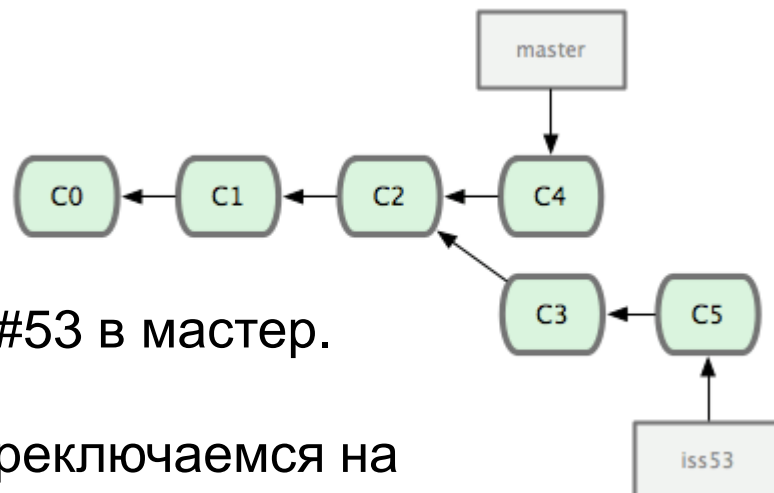 master
C0 C1 C2 C4
C3 C5
#53 в мастер.
реключаемся на
iss53